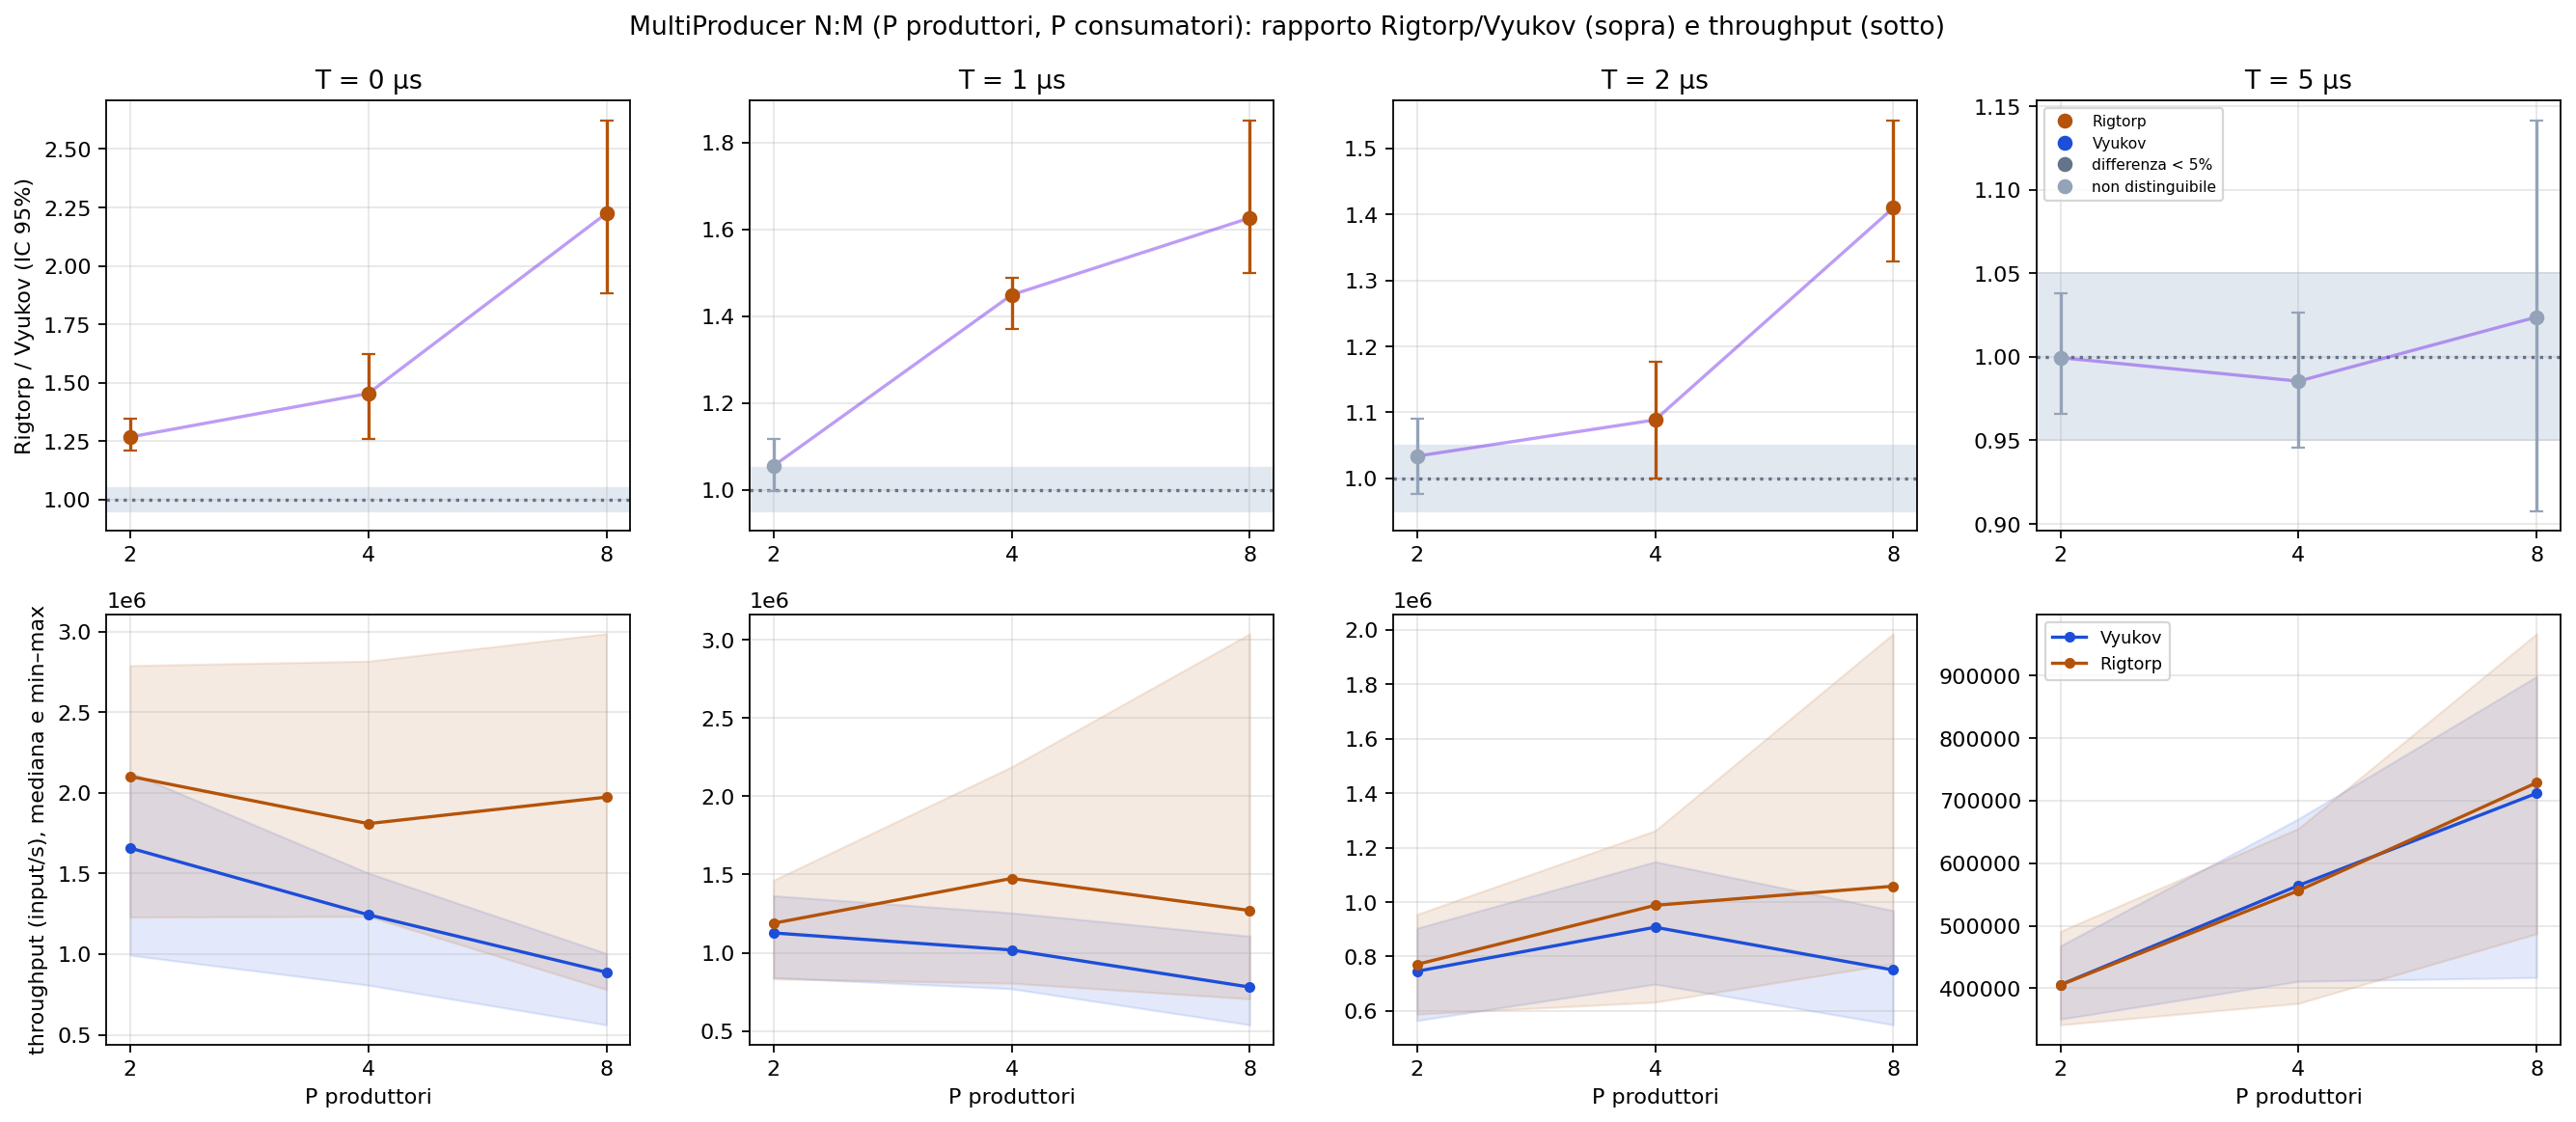 MultiProducer N:M (P produttori, P consumatori): rapporto Rigtorp/Vyukov (sopra) e throughput (sotto)
T = 0 µs
T = 1 µs
T = 2 µs
T = 5 µs
Rigtorp / Vyukov (IC 95%)
2.50
2.25
2.00
1.75
1.50
1.25
1.00
2 4 8
1.8
1.6
1.4
1.2
1.0
2 4 8
1.5
1.4
1.3
1.2
1.1
1.0
2 4 8
1.15
1.10
1.05
1.00
0.95
0.90
2 4 8
Rigtorp
Vyukov
differenza < 5%
non distinguibile
throughput (input/s), mediana e min–max
1e6
3.0
2.5
2.0
1.5
1.0
0.5
2 4 8
P produttori
1e6
3.0
2.5
2.0
1.5
1.0
0.5
2 4 8
P produttori
1e6
2.0
1.8
1.6
1.4
1.2
1.0
0.8
0.6
2 4 8
P produttori
900000
800000
700000
600000
500000
400000
2 4 8
P produttori
Vyukov
Rigtorp